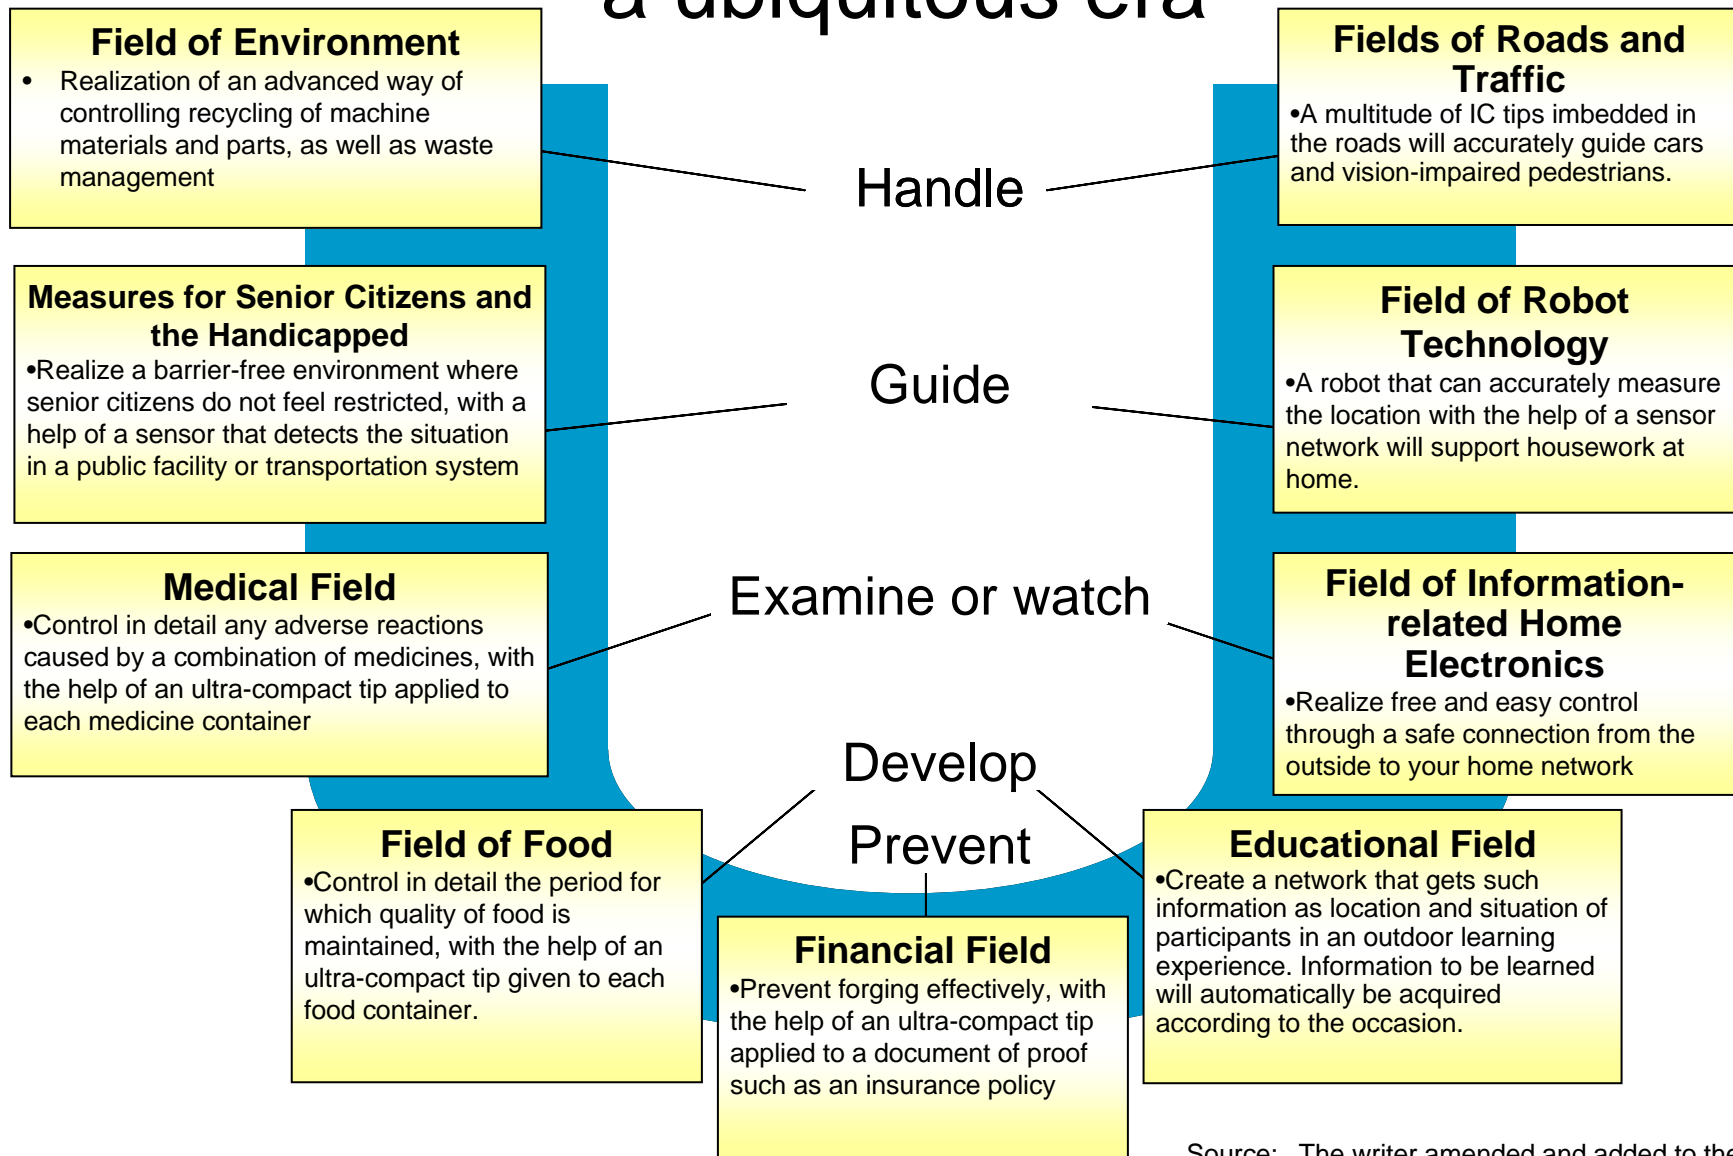 a ubiquitous era
Field of Environment
• Realization of an advanced way of
controlling recycling of machine
materials and parts, as well as waste
management
Fields of Roads and
Traffic
•A multitude of IC tips imbedded in
the roads will accurately guide cars
and vision-impaired pedestrians.
Handle
Measures for Senior Citizens and
the Handicapped
•Realize a barrier-free environment where
senior citizens do not feel restricted, with a
help of a sensor that detects the situation
in a public facility or transportation system
Guide
Field of Robot
Technology
•A robot that can accurately measure
the location with the help of a sensor
network will support housework at
home.
Medical Field
•Control in detail any adverse reactions
caused by a combination of medicines, with
the help of an ultra-compact tip applied to
each medicine container
Examine or watch
Field of Information-
related Home
Electronics
•Realize free and easy control
through a safe connection from the
outside to your home network
Develop
Prevent
Field of Food
•Control in detail the period for
which quality of food is
maintained, with the help of an
ultra-compact tip given to each
food container.
Financial Field
•Prevent forging effectively, with
the help of an ultra-compact tip
applied to a document of proof
such as an insurance policy
Educational Field
•Create a network that gets such
information as location and situation of
participants in an outdoor learning
experience. Information to be learned
will automatically be acquired
according to the occasion.
Source: The writer amended and added to the